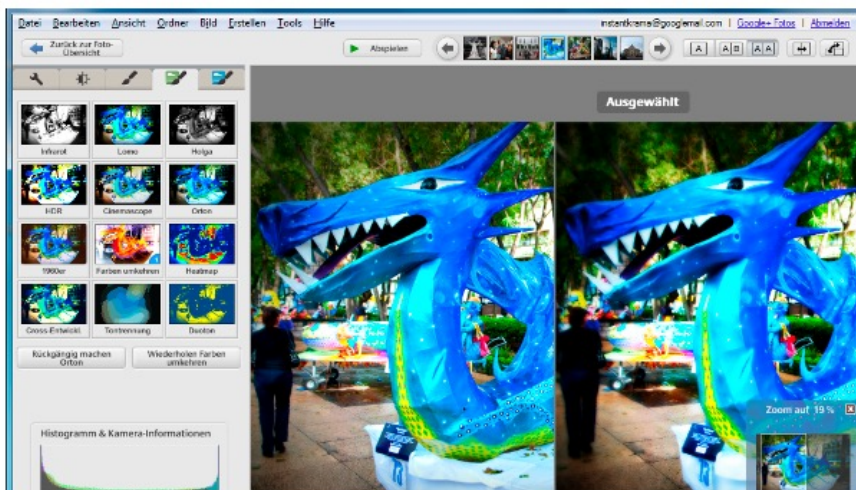 Datei Bearbeiten Ansicht Ordner Bild Erstellen Tools Hilfe
instantkrama@googlemail.com | Google+ Fotos | Abmelden
Zurück zur Foto-
Übersicht
Abspielen
Ausgewählt
Infrarot Lomo Holga
HDR Cinemascope Orton
1960er Farben umkehren Heatmap
Cross-Entwickl. Tontrennung Duoton
Rückgängig machen
Orton
Wiederholen Farben
umkehren
Histogramm & Kamera-Informationen
Zoom auf 19 %